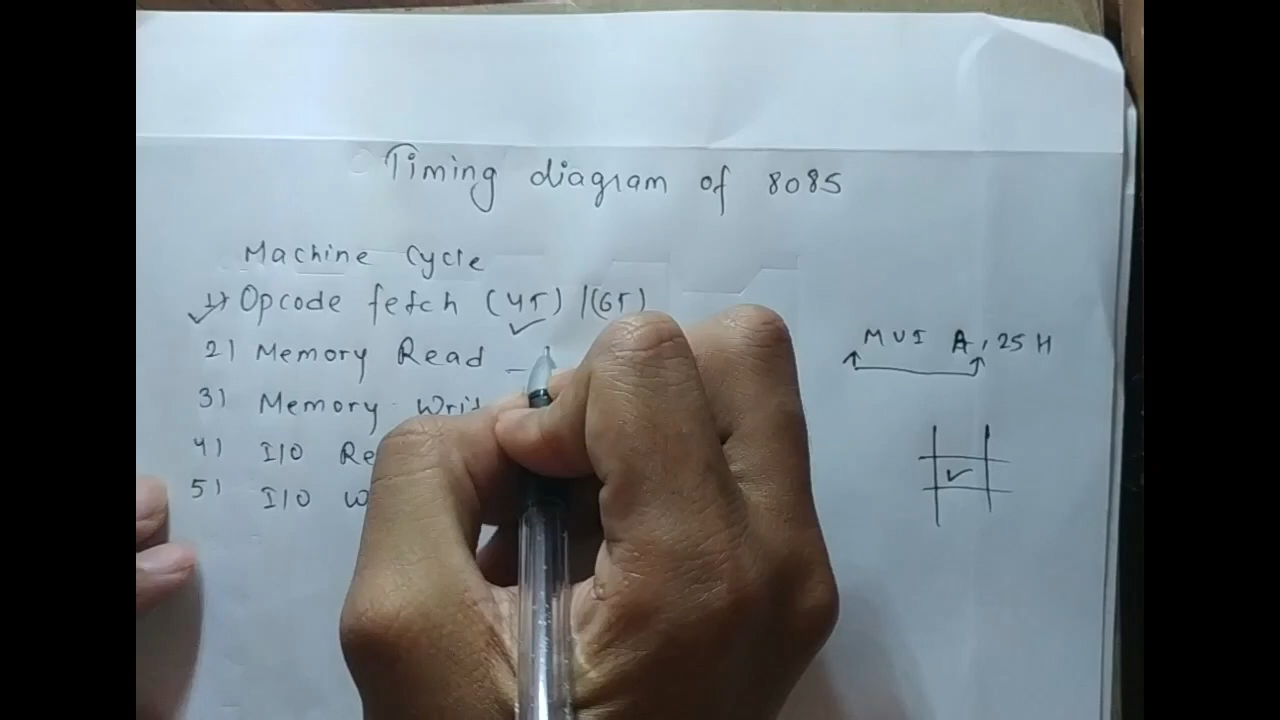 Timing diagram of 8085
Machine Cycle
1) Opcode fetch (4T) /(6T)
2) Memory Read
3) Memory
4) I/O
5) I/O
MVI A, 25 H